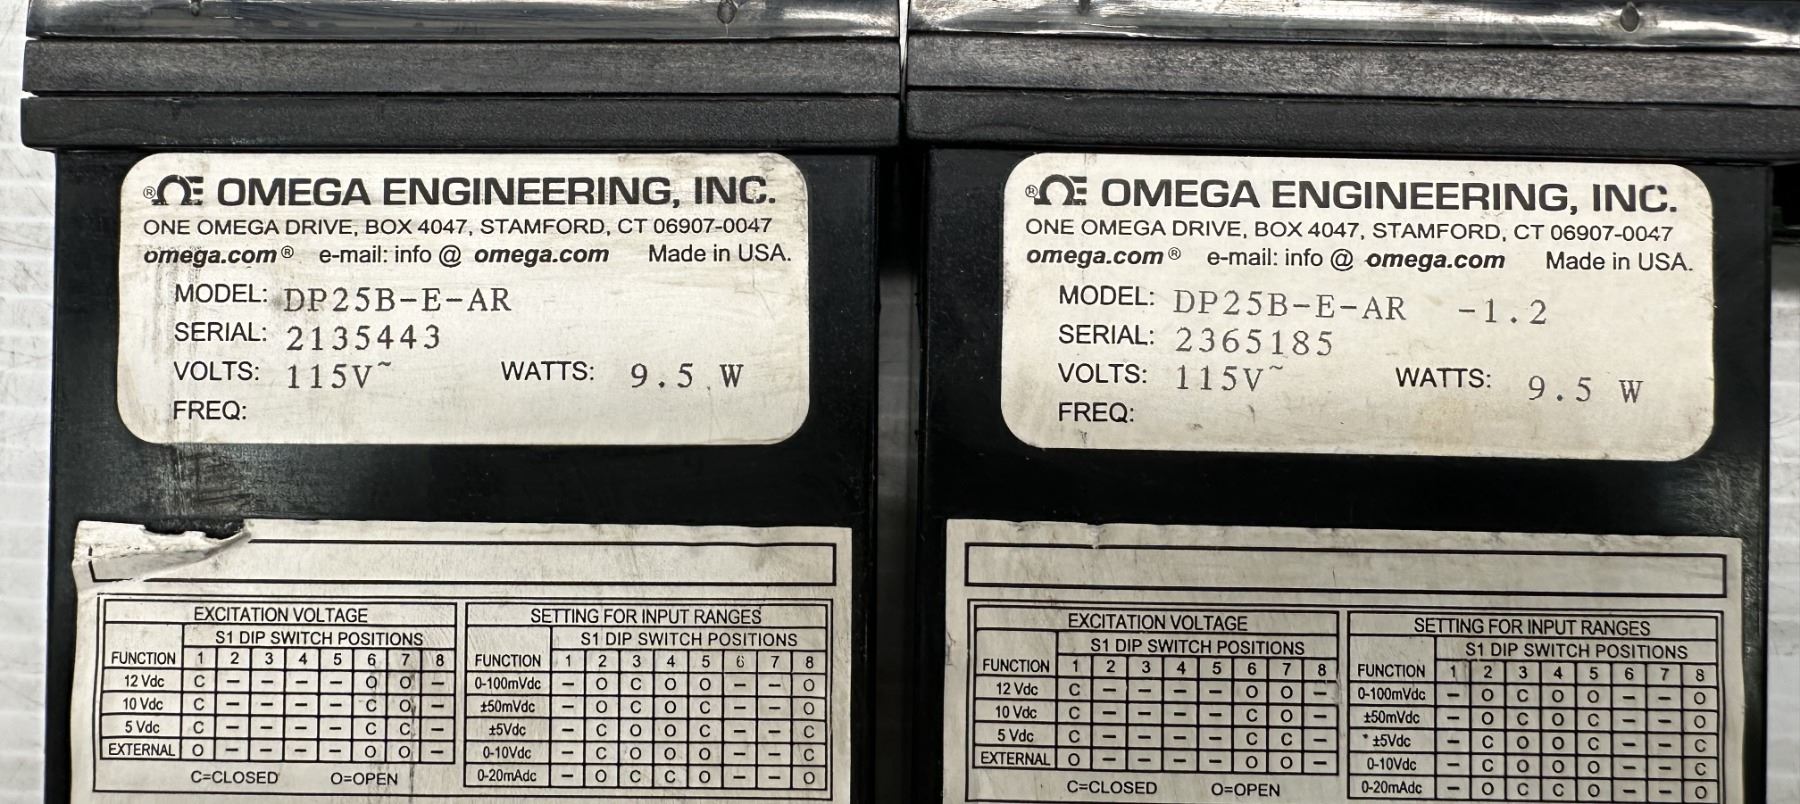 ®ΩE OMEGA ENGINEERING, INC.
ONE OMEGA DRIVE, BOX 4047, STAMFORD, CT 06907-0047
omega.com® e-mail: info @ omega.com Made in USA.
MODEL: DP25B-E-AR
SERIAL: 2135443
VOLTS: 115V~ WATTS: 9.5 W
FREQ:
EXCITATION VOLTAGE
S1 DIP SWITCH POSITIONS
FUNCTION 1 2 3 4 5 6 7 8
12 Vdc C – – – – O O –
10 Vdc C – – – – C O –
5 Vdc C – – – – C C –
EXTERNAL O – – – – O O –
C=CLOSED O=OPEN
SETTING FOR INPUT RANGES
S1 DIP SWITCH POSITIONS
FUNCTION 1 2 3 4 5 6 7 8
0-100mVdc – O C O O – – O
±50mVdc – O C O C – – O
±5Vdc – C O O C – – C
0-10Vdc – C O O O – – C
0-20mAdc – O C C O – – O
®ΩE OMEGA ENGINEERING, INC.
ONE OMEGA DRIVE, BOX 4047, STAMFORD, CT 06907-0047
omega.com® e-mail: info @ omega.com Made in USA.
MODEL: DP25B-E-AR -1.2
SERIAL: 2365185
VOLTS: 115V~ WATTS: 9.5 W
FREQ:
EXCITATION VOLTAGE
S1 DIP SWITCH POSITIONS
FUNCTION 1 2 3 4 5 6 7 8
12 Vdc C – – – – O O –
10 Vdc C – – – – C O –
5 Vdc C – – – – C C –
EXTERNAL O – – – – O O –
C=CLOSED O=OPEN
SETTING FOR INPUT RANGES
S1 DIP SWITCH POSITIONS
FUNCTION 1 2 3 4 5 6 7 8
0-100mVdc – O C O O – – O
±50mVdc – O C O C – – O
±5Vdc – C O O C – – C
0-10Vdc – C O O O – – C
0-20mAdc – O C C O – – O